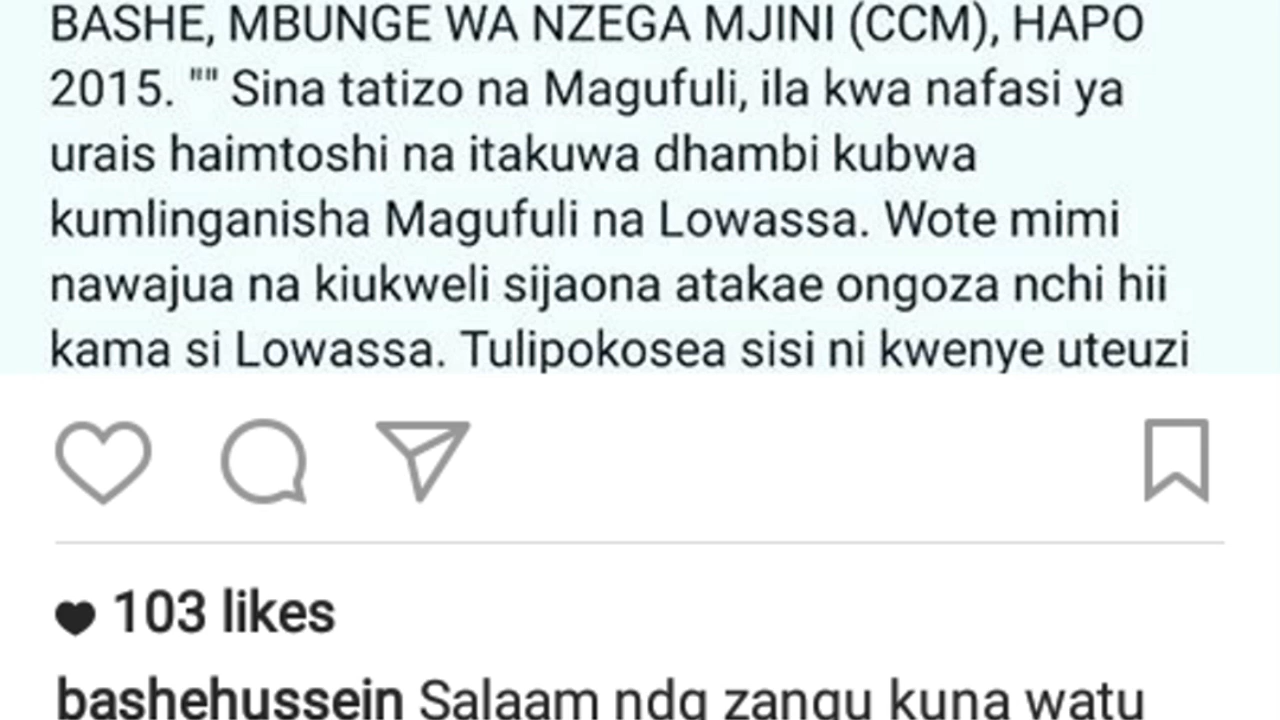 BASHE, MBUNGE WA NZEGA MJINI (CCM), HAPO
2015. "" Sina tatizo na Magufuli, ila kwa nafasi ya
urais haimtoshi na itakuwa dhambi kubwa
kumlinganisha Magufuli na Lowassa. Wote mimi
nawajua na kiukweli sijaona atakae ongoza nchi hii
kama si Lowassa. Tulipokosea sisi ni kwenye uteuzi
103 likes
bashehussein Salaam ndg zangu kuna watu